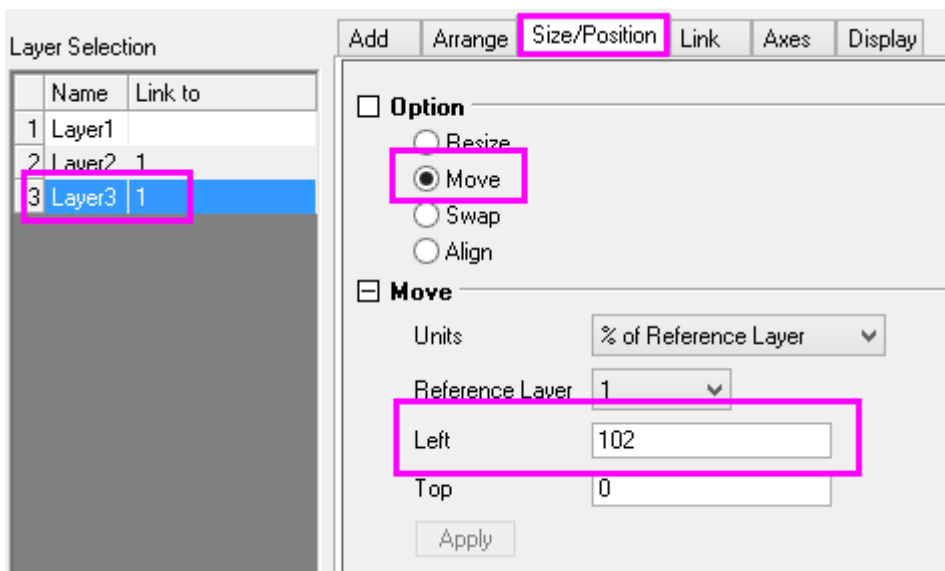 Layer Selection
Name Link to
1 Layer1
2 Layer2 1
3 Layer3 1
Add Arrange Size/Position Link Axes Display
Option
Resize
Move
Swap
Align
Move
Units % of Reference Layer
Reference Layer 1
Left 102
Top 0
Apply